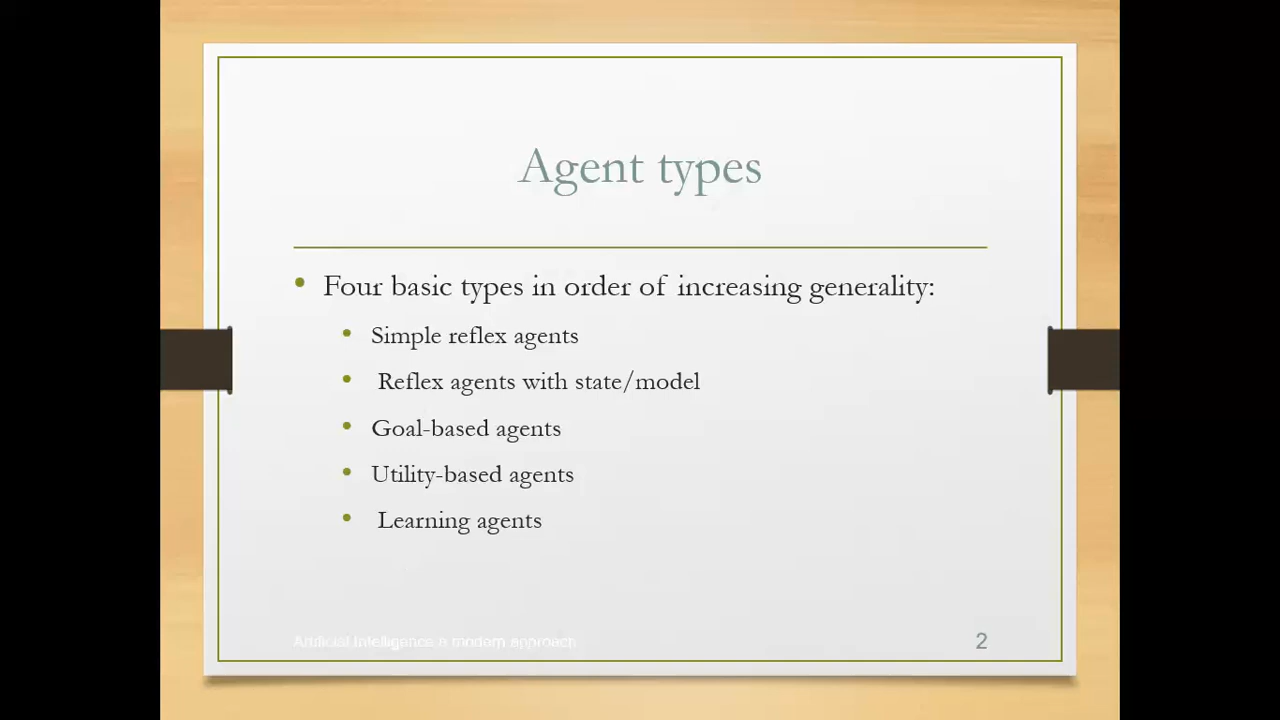 Agent types
• Four basic types in order of increasing generality:
• Simple reflex agents
• Reflex agents with state/model
• Goal-based agents
• Utility-based agents
• Learning agents
Artificial Intelligence a modern approach
2